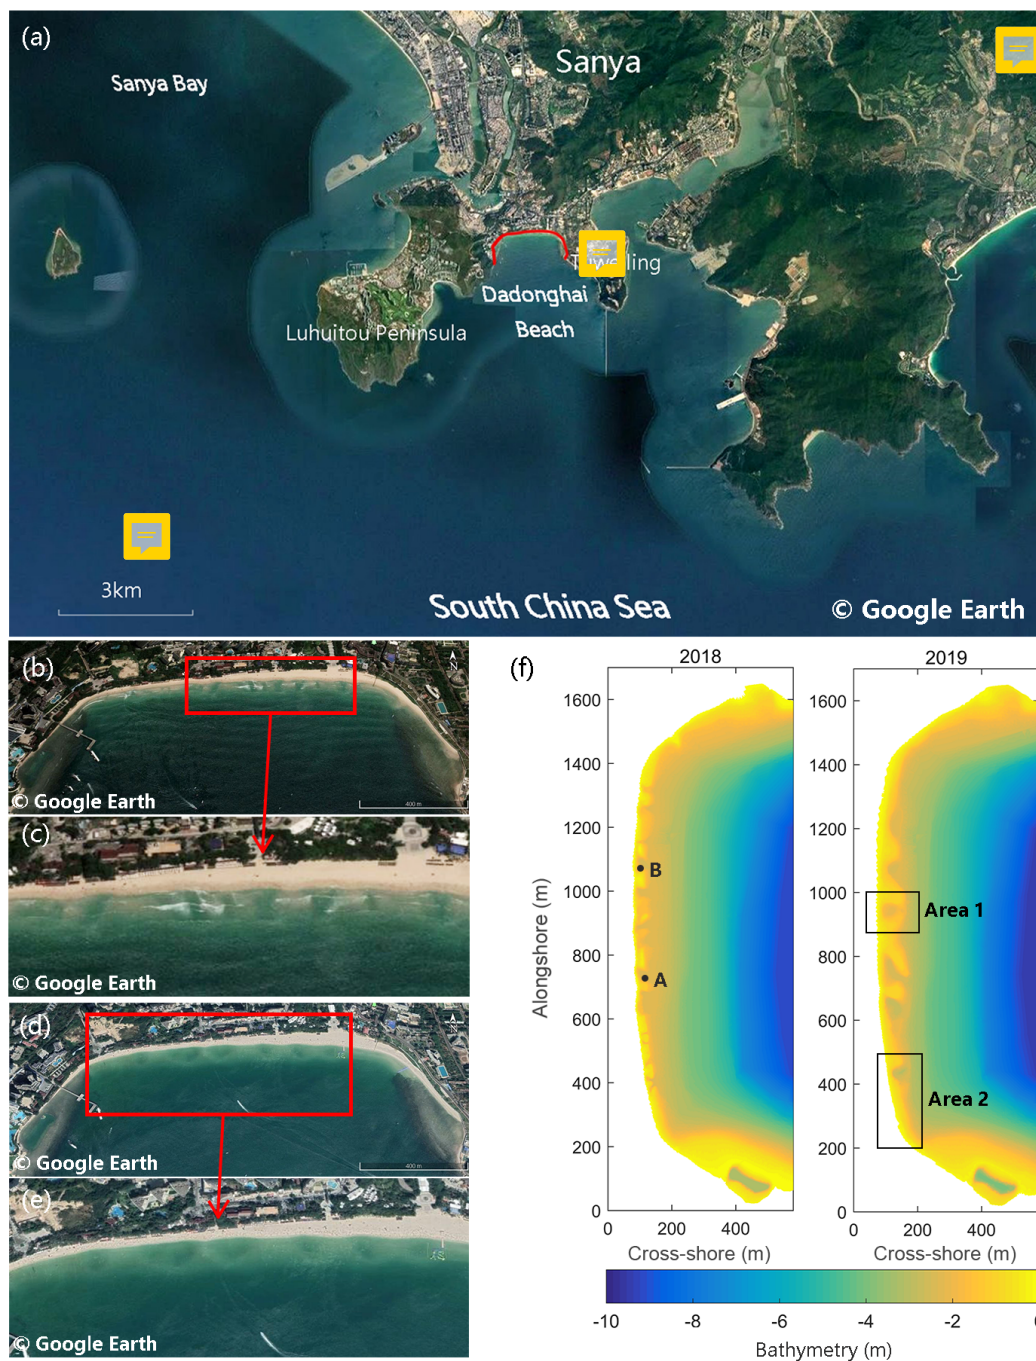 (a)
Sanya
Sanya Bay
Dadonghai
Beach
Luhuitou Peninsula
3km
South China Sea
© Google Earth
(b)
N
400 m
© Google Earth
(c)
© Google Earth
(d)
N
400 m
© Google Earth
(e)
© Google Earth
(f)
2018
2019
1600
1400
1200
1000
800
600
400
200
0
B
A
0
200
400
Cross-shore (m)
Alongshore (m)
1600
1400
1200
1000
800
600
400
200
0
Area 1
Area 2
0
200
400
Cross-shore (m)
-10
-8
-6
-4
-2
Bathymetry (m)